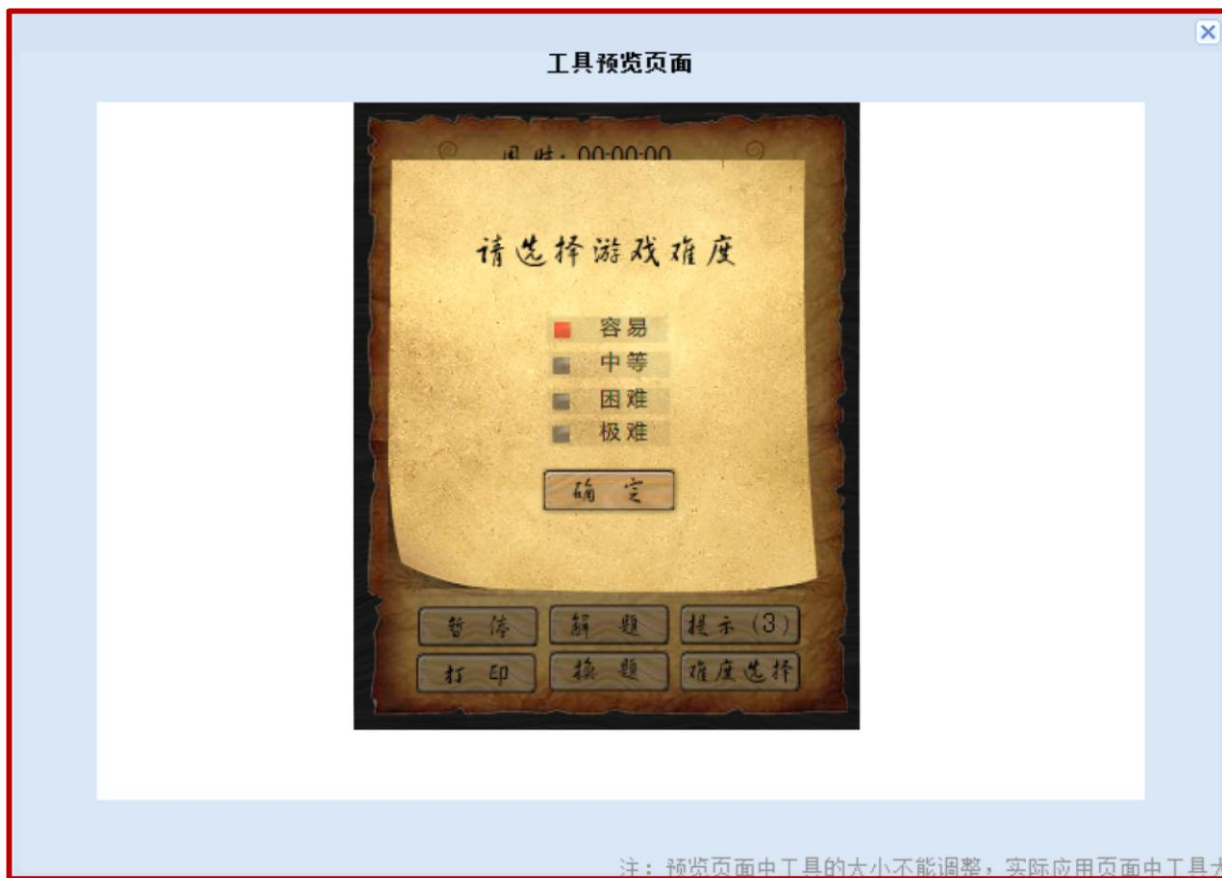 工具预览页面
用时：00:00:00
请选择游戏难度
容易
中等
困难
极难
确 定
暂 停 解 题 提示（3）
打 印 换 题 难度选择
注：预览页面中工具的大小不能调整，实际应用页面中工具大